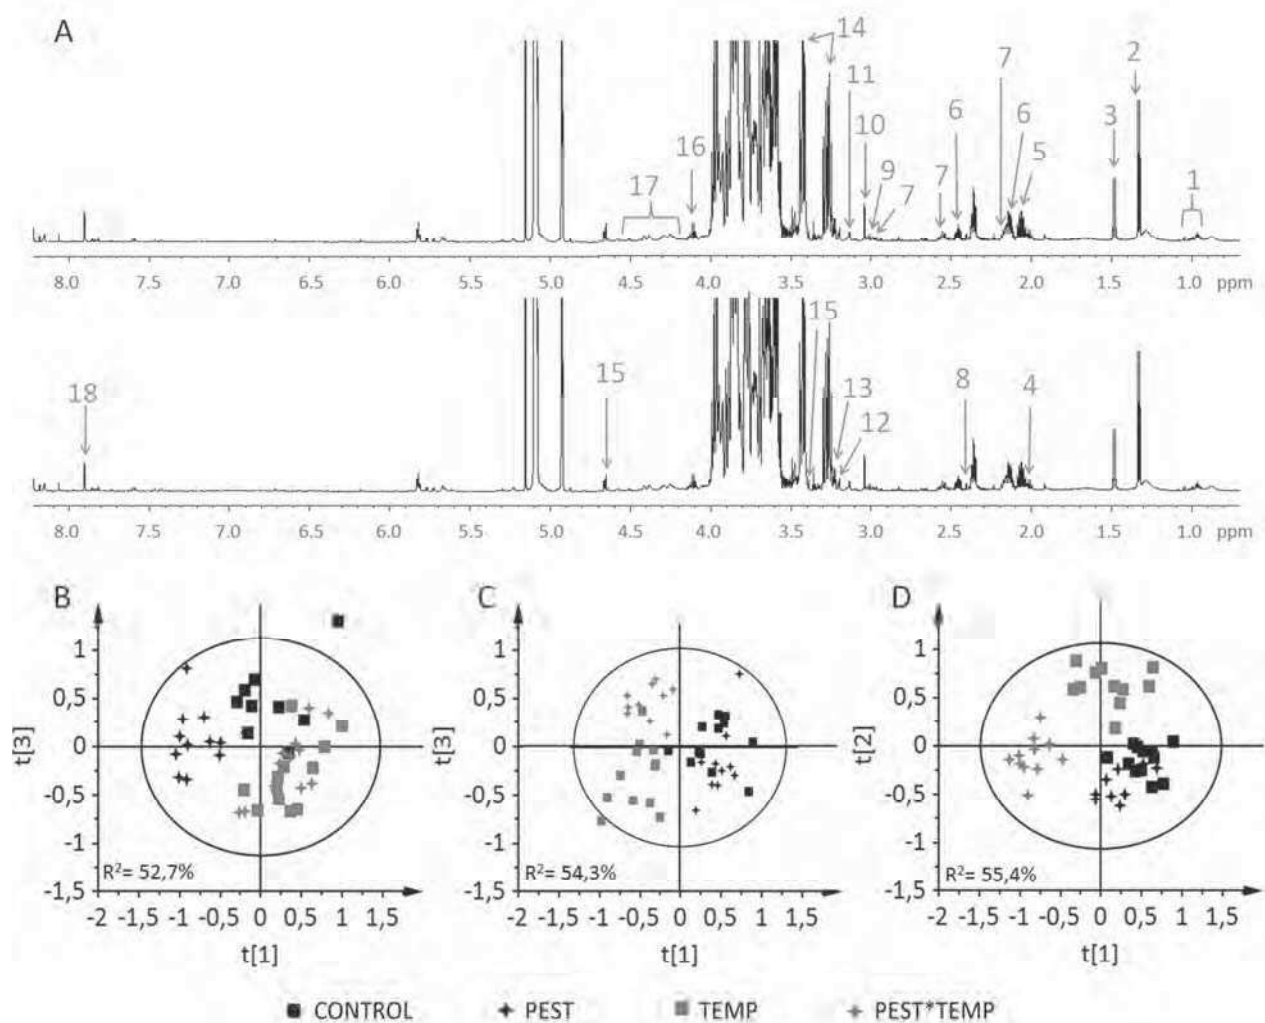 A
14
7
2
11
6
6
3
10
16
9
5
7
17
7
1
8.0 7.5 7.0 6.5 6.0 5.5 5.0 4.5 4.0 3.5 3.0 2.5 2.0 1.5 1.0 ppm
15
18
15
13
8
4
12
8.0 7.5 7.0 6.5 6.0 5.5 5.0 4.5 4.0 3.5 3.0 2.5 2.0 1.5 1.0 ppm
B
t[3]
1
0,5
0
-0,5
-1
-1,5
R²= 52,7%
-2 -1,5 -1 -0,5 0 0,5 1 1,5
t[1]
C
t[3]
1
0,5
0
-0,5
-1
-1,5
R²= 54,3%
-2 -1,5 -1 -0,5 0 0,5 1 1,5
t[1]
D
t[2]
1
0,5
0
-0,5
-1
-1,5
R²= 55,4%
-2 -1,5 -1 -0,5 0 0,5 1 1,5
t[1]
CONTROL PEST TEMP PEST*TEMP